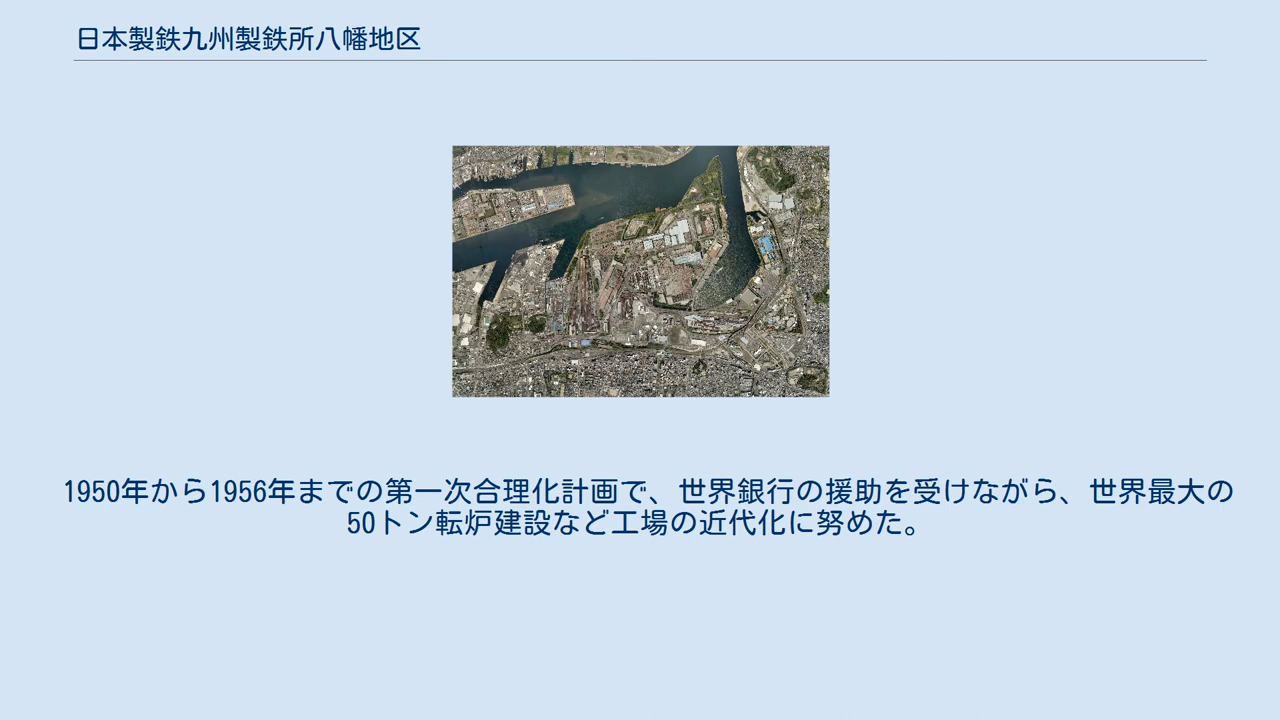 日本製鉄九州製鉄所八幡地区
1950年から1956年までの第一次合理化計画で、世界銀行の援助を受けながら、世界最大の
50トン転炉建設など工場の近代化に努めた。